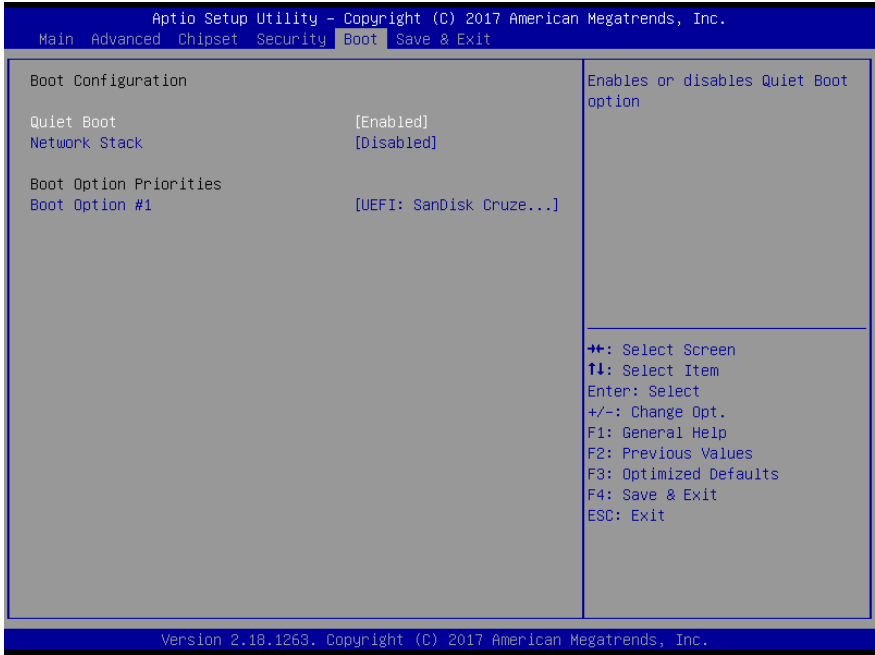 Aptio Setup Utility – Copyright (C) 2017 American Megatrends, Inc.
Main Advanced Chipset Security Boot Save & Exit
Boot Configuration
Quiet Boot [Enabled]
Network Stack [Disabled]
Boot Option Priorities
Boot Option #1 [UEFI: SanDisk Cruze...]
Enables or disables Quiet Boot
option
→←: Select Screen
↑↓: Select Item
Enter: Select
+/-: Change Opt.
F1: General Help
F2: Previous Values
F3: Optimized Defaults
F4: Save & Exit
ESC: Exit
Version 2.18.1263. Copyright (C) 2017 American Megatrends, Inc.